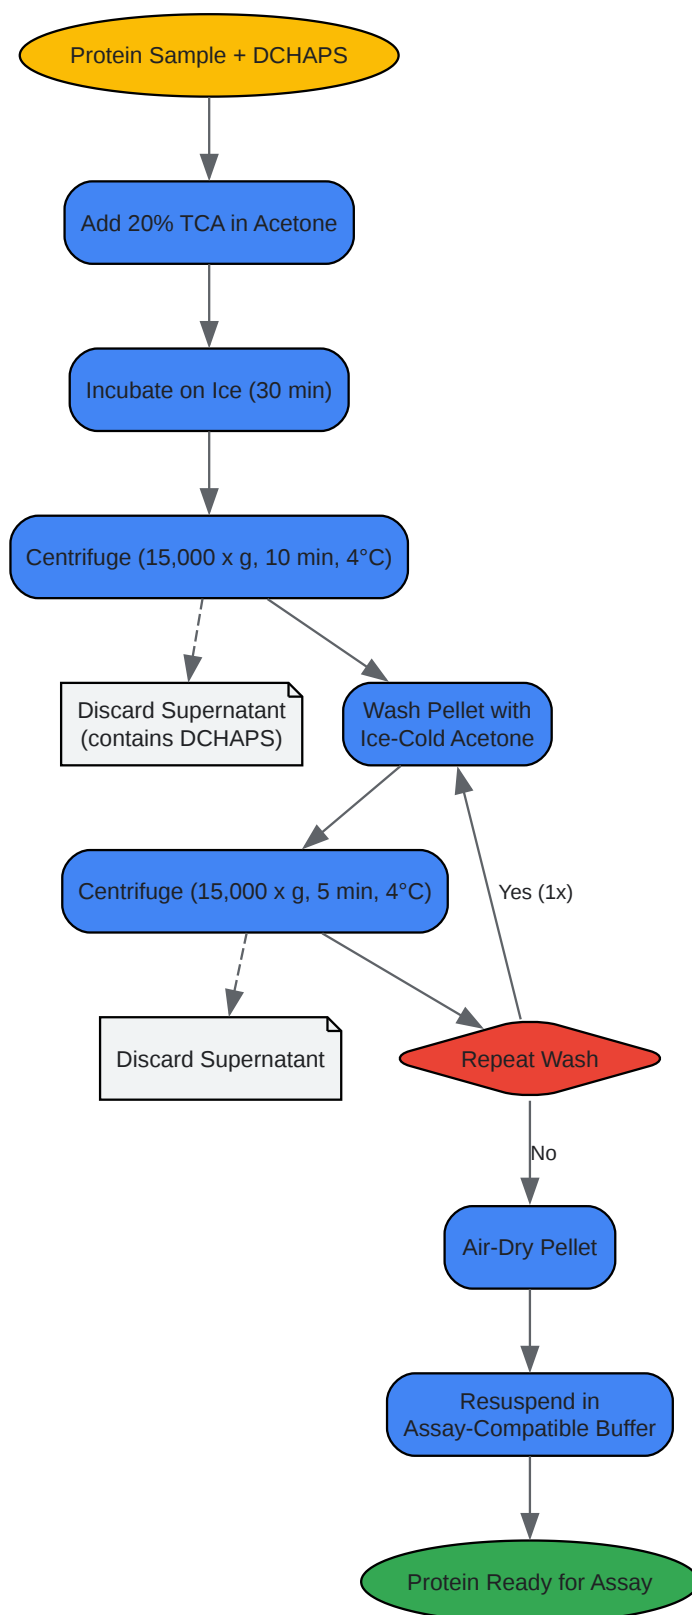 Protein Sample + DCHAPS
Add 20% TCA in Acetone
Incubate on Ice (30 min)
Centrifuge (15,000 x g, 10 min, 4°C)
Discard Supernatant
(contains DCHAPS)
Wash Pellet with
Ice-Cold Acetone
Centrifuge (15,000 x g, 5 min, 4°C)
Yes (1x)
Discard Supernatant
Repeat Wash
No
Air-Dry Pellet
Resuspend in
Assay-Compatible Buffer
Protein Ready for Assay